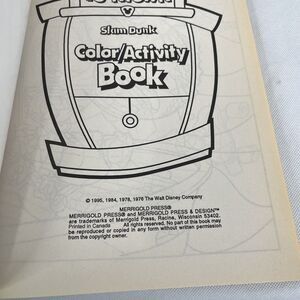 Slam Dunk
Color/Activity
Book
© 1995, 1984, 1978, 1976 The Walt Disney Company
MERRIGOLD PRESS®
MERRIGOLD PRESS® and MERRIGOLD PRESS & DESIGN™
are trademarks of Merrigold Press, Racine, Wisconsin 53402.
Printed in Canada All rights reserved. No part of this book may
be reproduced or copied in any form without written permission
from the copyright owner.